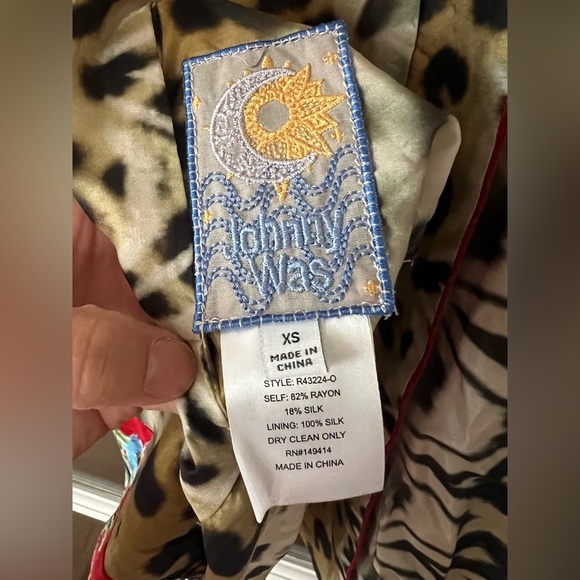 Johnny
Was
XS
MADE IN
CHINA
STYLE: R43224-O
SELF: 82% RAYON
18% SILK
LINING: 100% SILK
DRY CLEAN ONLY
RN#149414
MADE IN CHINA